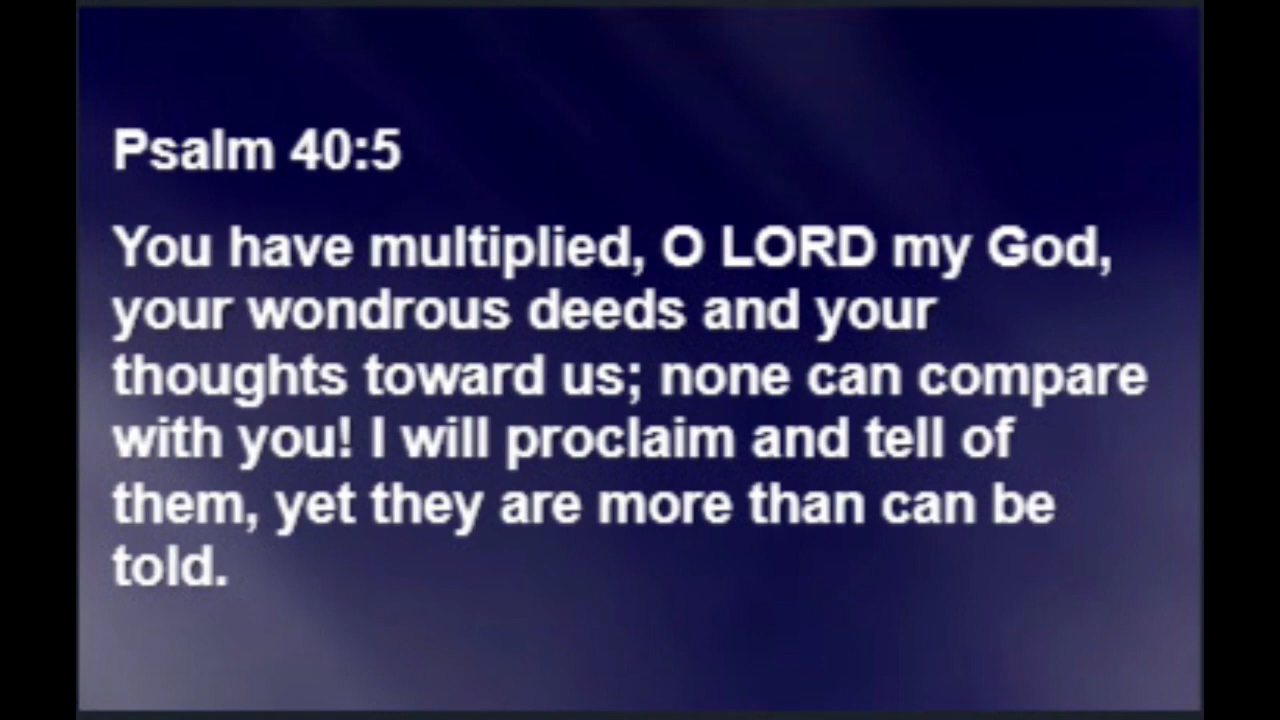 Psalm 40:5
You have multiplied, O LORD my God,
your wondrous deeds and your
thoughts toward us; none can compare
with you! I will proclaim and tell of
them, yet they are more than can be
told.